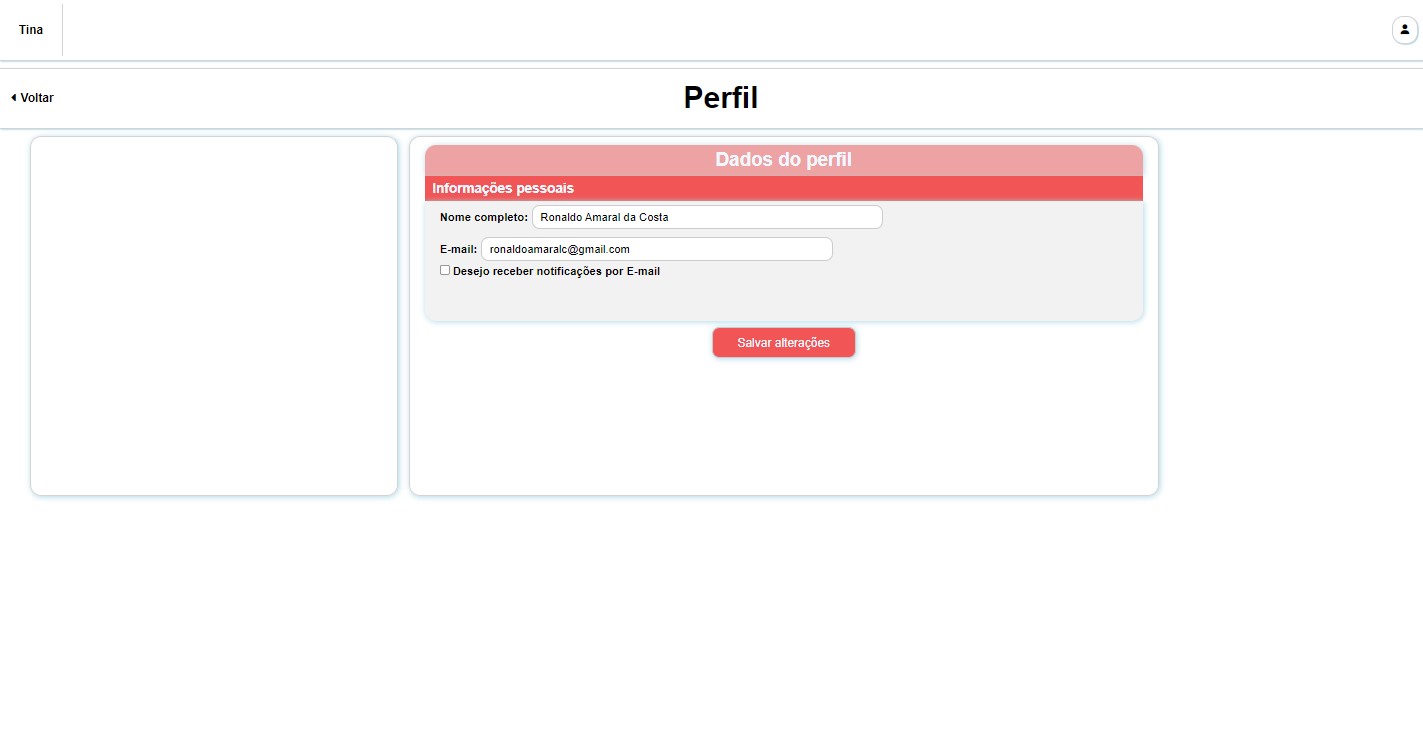 Tina
Voltar
Perfil
Dados do perfil
Informações pessoais
Nome completo: Ronaldo Amaral da Costa
E-mail: ronaldoamaralc@gmail.com
Desejo receber notificações por E-mail
Salvar alterações